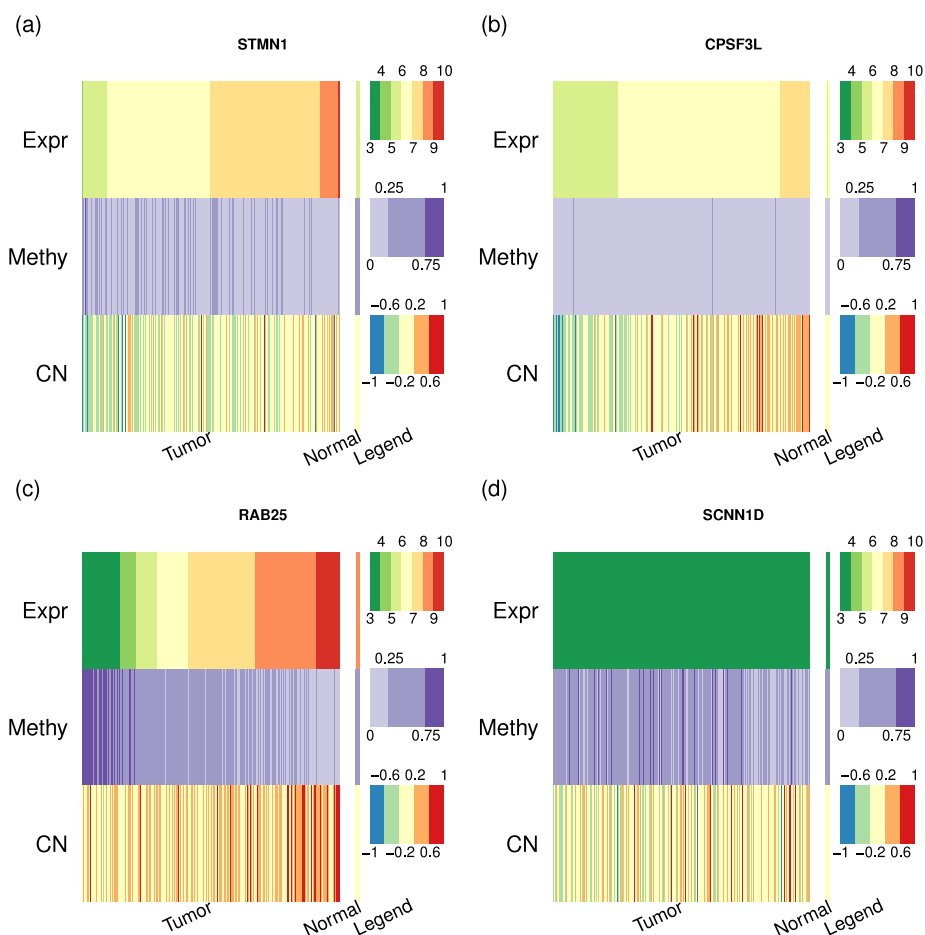 (a)
STMN1
4 6 8 10
Expr
3 5 7 9
0.25 1
Methy
0 0.75
−0.6 0.2 1
CN
−1 −0.2 0.6
Tumor Normal Legend
(b)
CPSF3L
4 6 8 10
Expr
3 5 7 9
0.25 1
Methy
0 0.75
−0.6 0.2 1
CN
−1 −0.2 0.6
Tumor Normal Legend
(c)
RAB25
4 6 8 10
Expr
3 5 7 9
0.25 1
Methy
0 0.75
−0.6 0.2 1
CN
−1 −0.2 0.6
Tumor Normal Legend
(d)
SCNN1D
4 6 8 10
Expr
3 5 7 9
0.25 1
Methy
0 0.75
−0.6 0.2 1
CN
−1 −0.2 0.6
Tumor Normal Legend